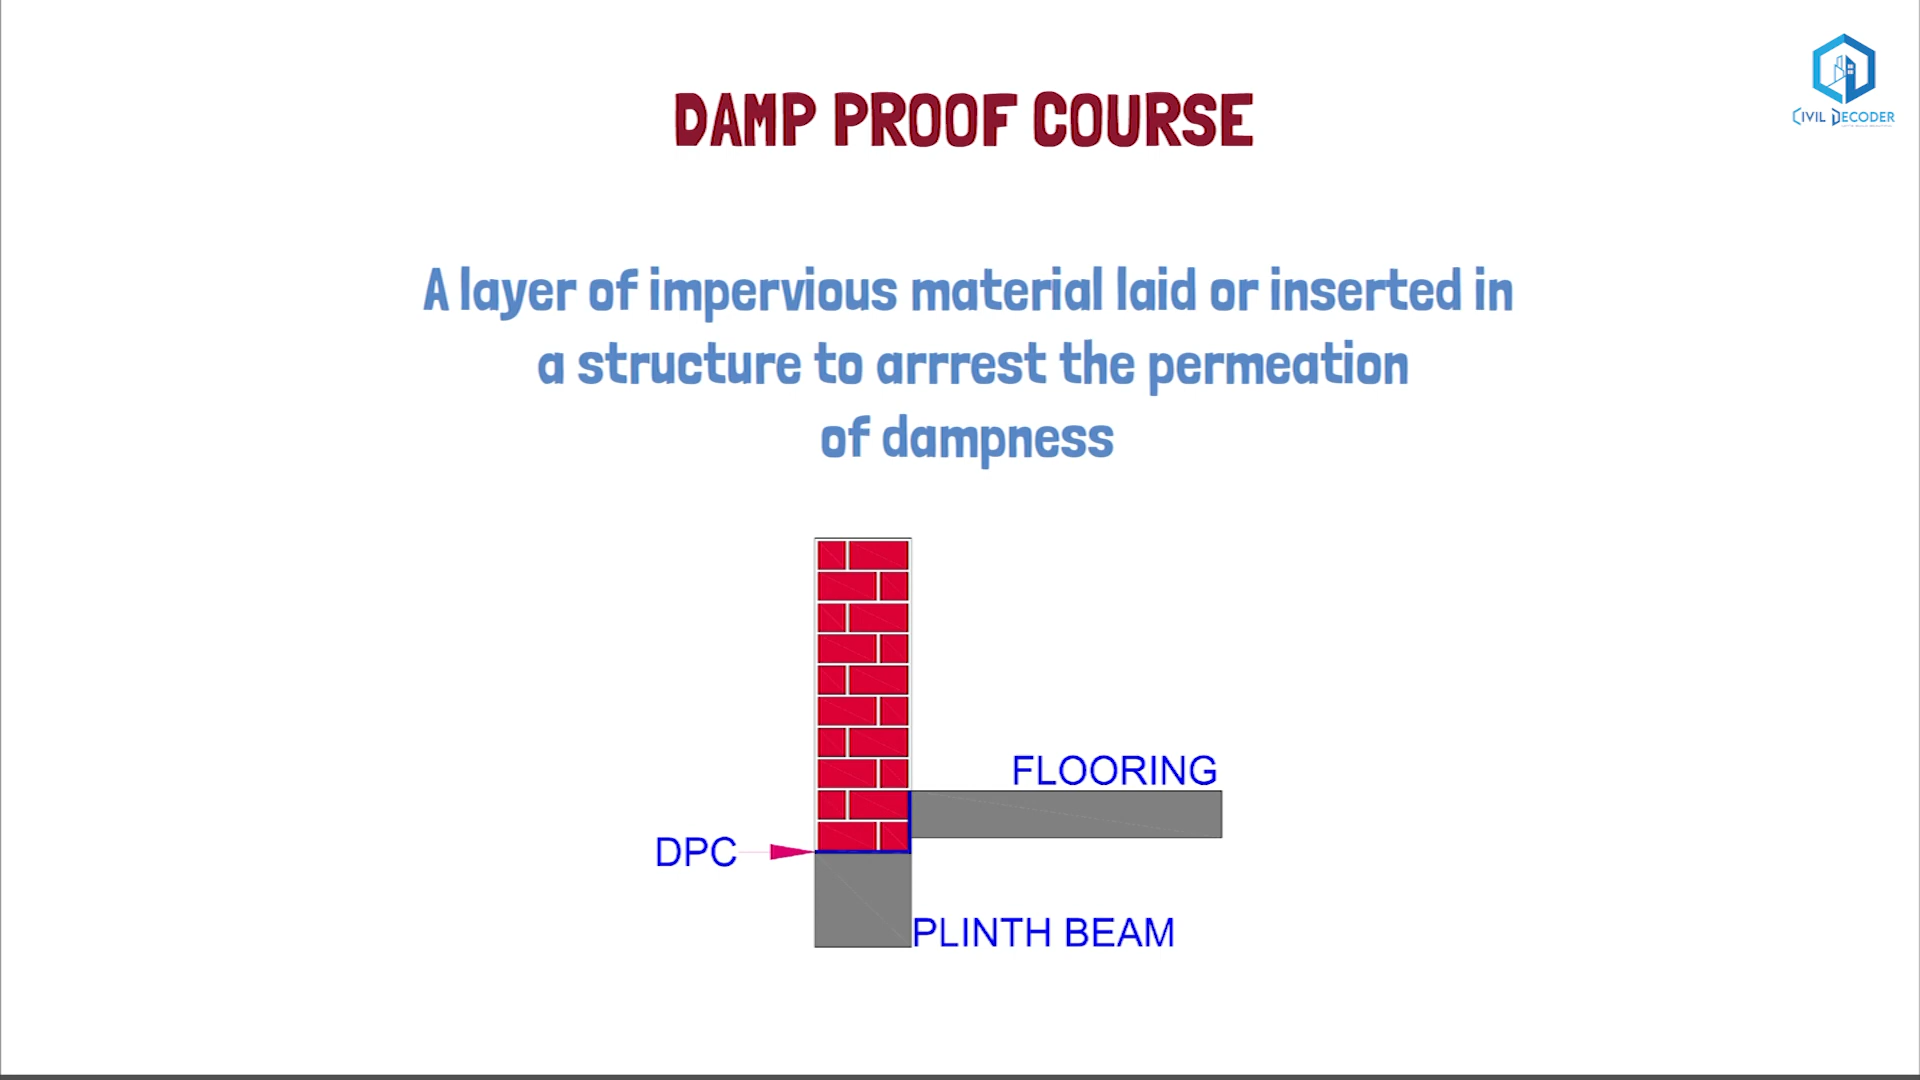 CIVIL DECODER
DAMP PROOF COURSE
A layer of impervious material laid or inserted in
a structure to arrrest the permeation
of dampness
FLOORING
DPC
PLINTH BEAM